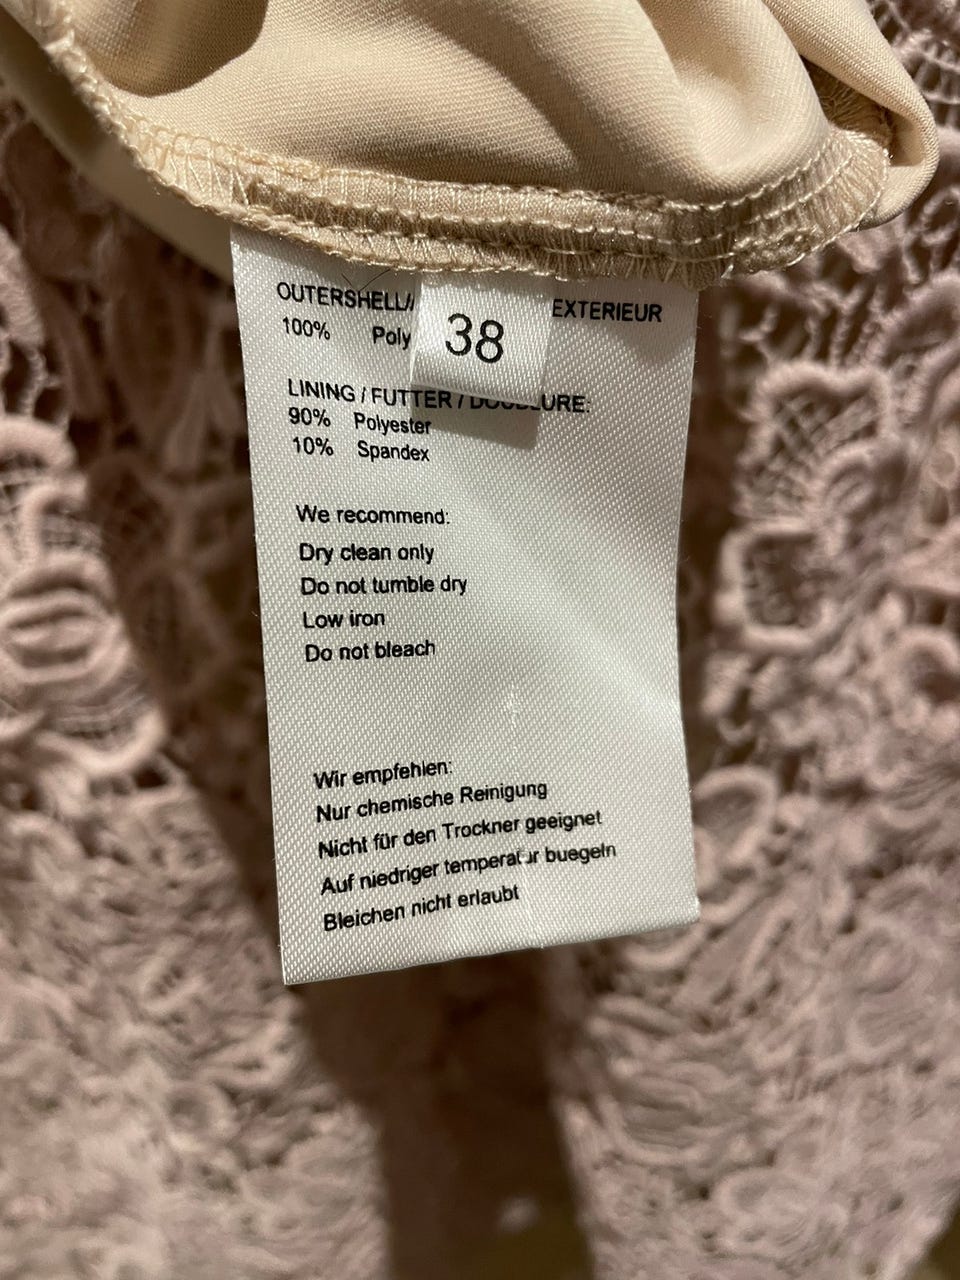 OUTERSHELL/ EXTERIEUR
100% Poly
38
LINING / FUTTER / DOUBLURE:
90% Polyester
10% Spandex
We recommend:
Dry clean only
Do not tumble dry
Low iron
Do not bleach
Wir empfehlen:
Nur chemische Reinigung
Nicht für den Trockner geeignet
Auf niedriger temperatur buegeln
Bleichen nicht erlaubt